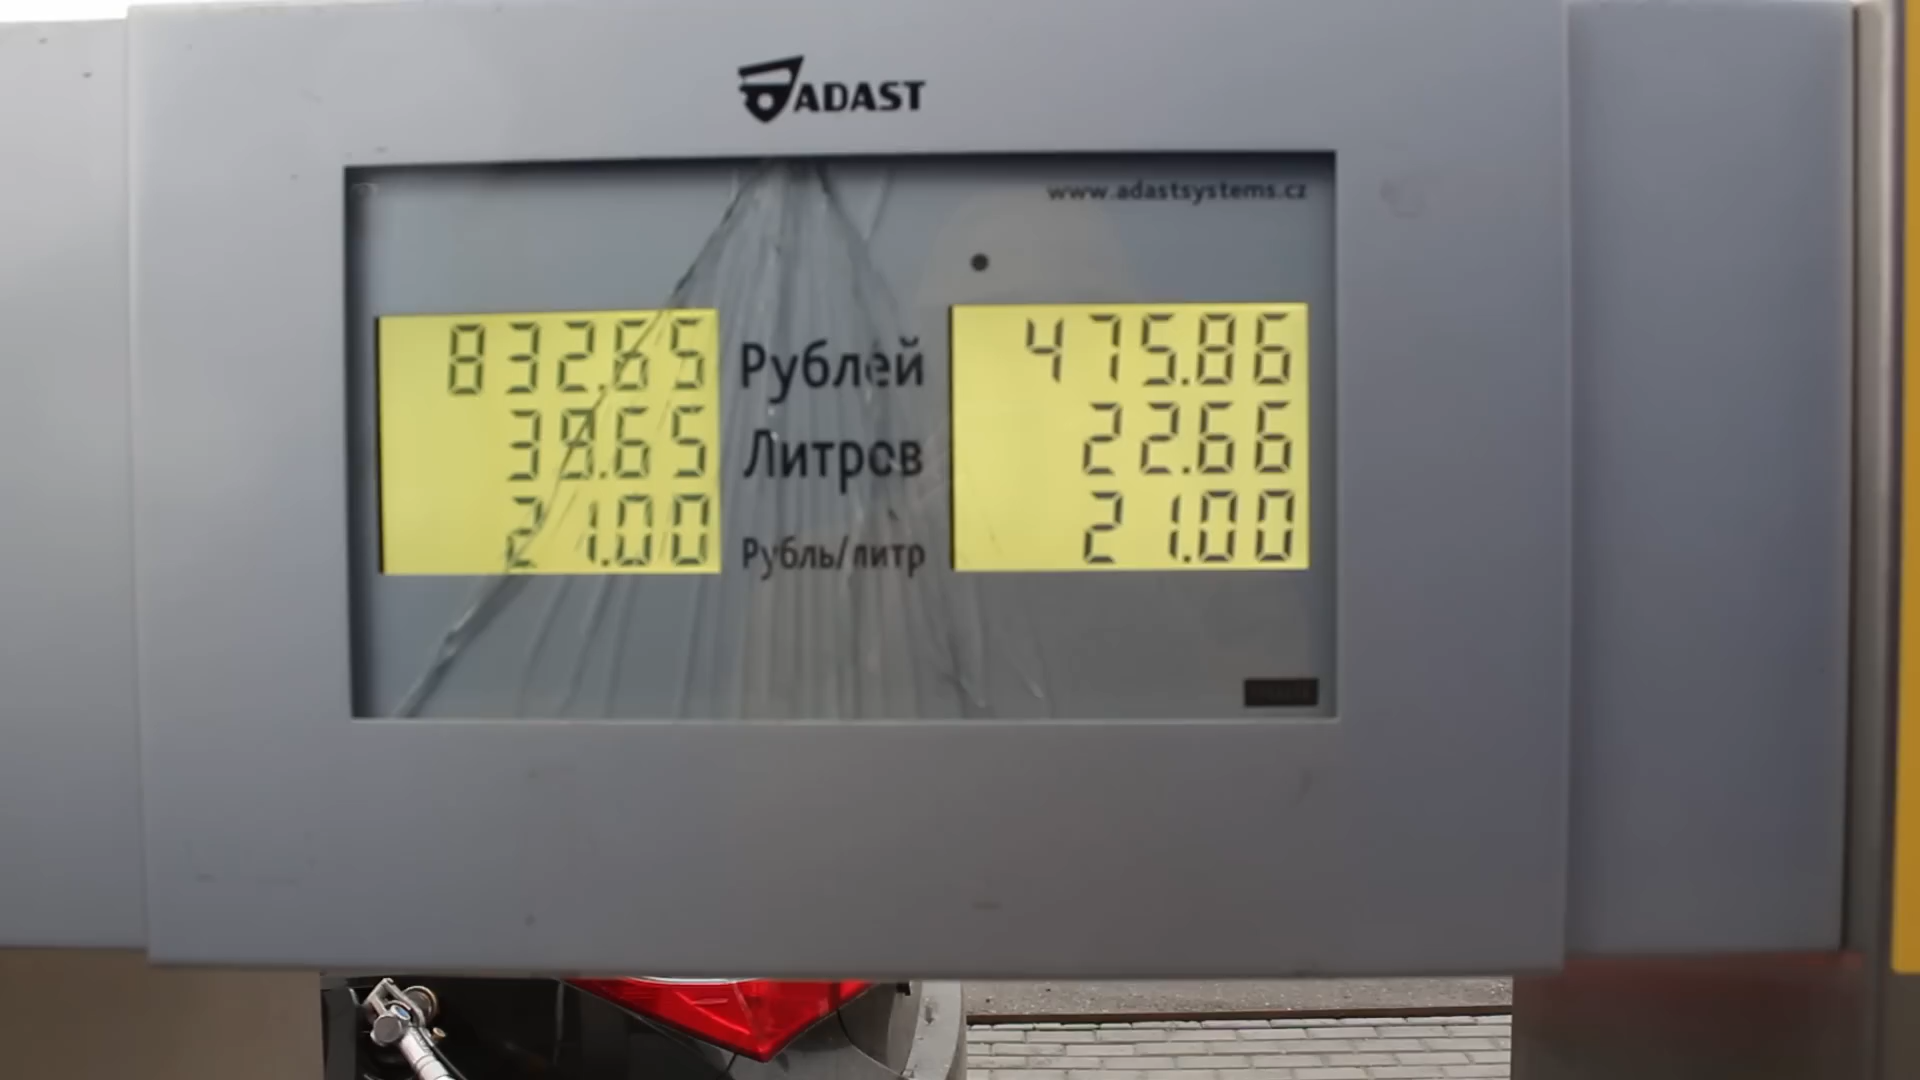 ADAST
www.adastsystems.cz
832.65 Рублей 475.86
39.65 Литров 22.66
21.00 Рубль/литр 21.00